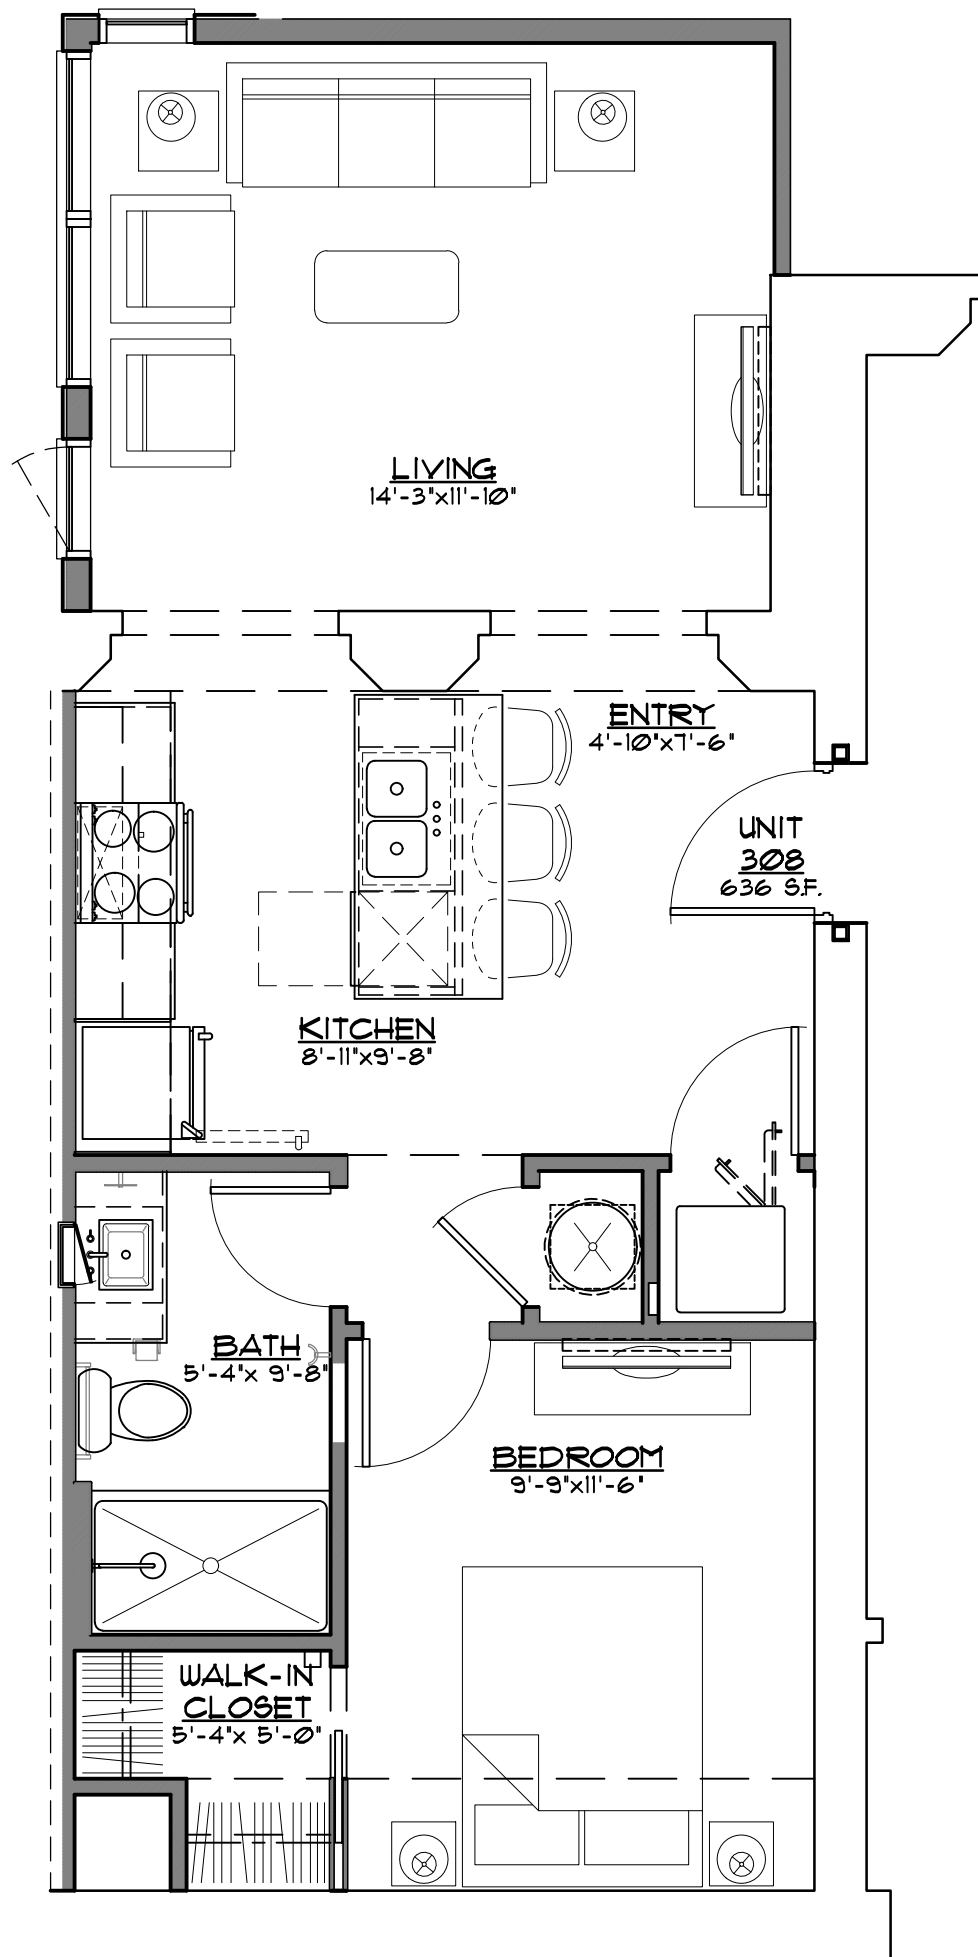 LIVING
14'-3"x11'-10"
ENTRY
4'-10"x7'-6"
UNIT
308
636 S.F.
KITCHEN
8'-11"x9'-8"
BATH
5'-4"x 9'-8"
BEDROOM
9'-9"x11'-6"
WALK-IN
CLOSET
5'-4"x 5'-0"